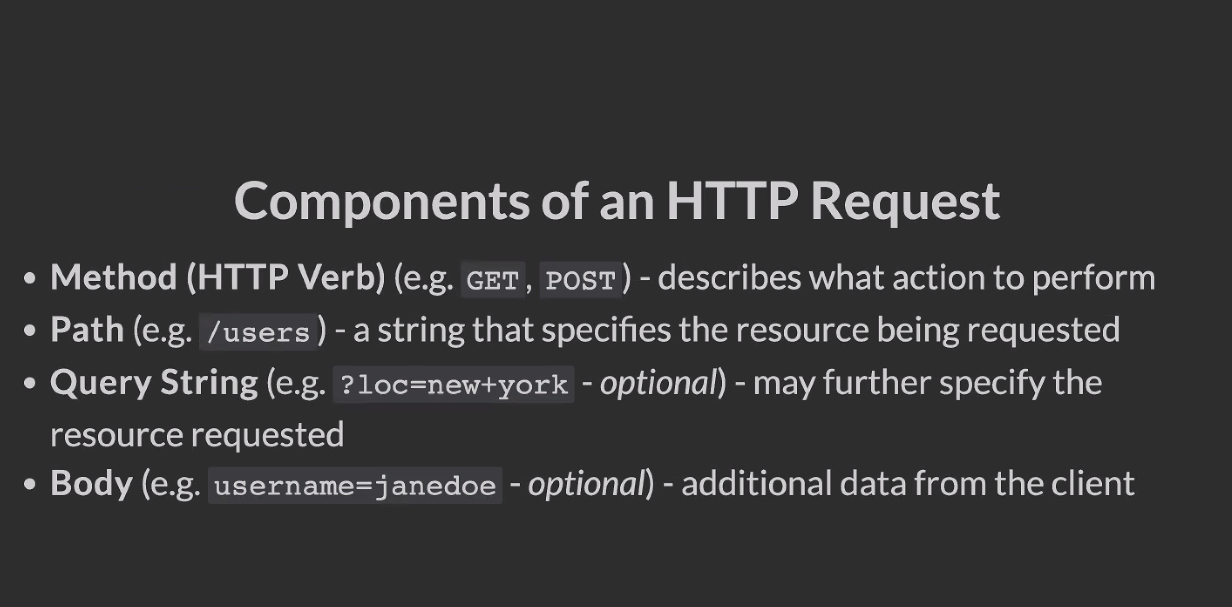 Components of an HTTP Request
• Method (HTTP Verb) (e.g. GET, POST) - describes what action to perform
• Path (e.g. /users) - a string that specifies the resource being requested
• Query String (e.g. ?loc=new+york - optional) - may further specify the
resource requested
• Body (e.g. username=janedoe - optional) - additional data from the client